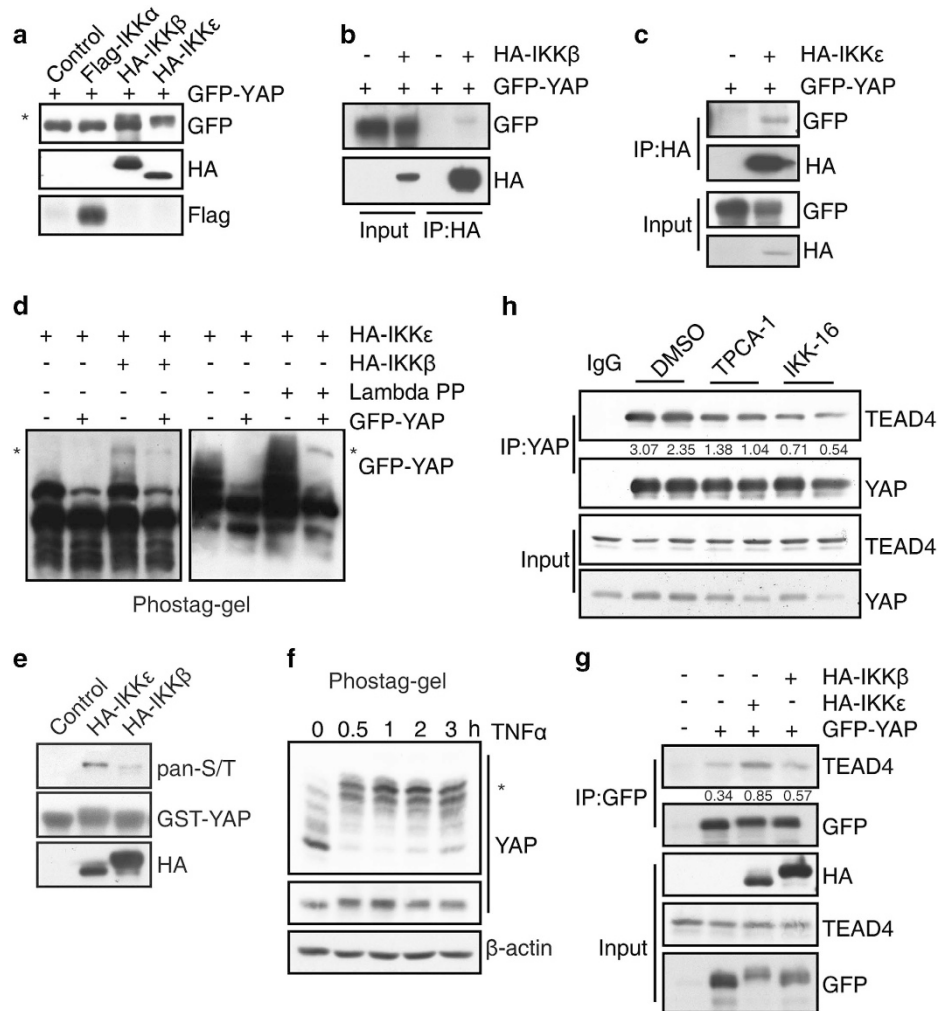 a
Control Flag-IKKα HA-IKKβ HA-IKKε
+ + + + GFP-YAP
* GFP
HA
Flag
b
- + - + HA-IKKβ
+ + + + GFP-YAP
GFP
HA
Input IP:HA
c
- + HA-IKKε
+ + GFP-YAP
IP:HA
GFP
HA
Input
GFP
HA
d
+ + + + + + + + HA-IKKε
- - + + - - - - HA-IKKβ
- - - - - - + + Lambda PP
- + - + - + - + GFP-YAP
* * GFP-YAP
Phostag-gel
h
IgG DMSO TPCA-1 IKK-16
IP:YAP
TEAD4
3.07 2.35 1.38 1.04 0.71 0.54
YAP
Input
TEAD4
YAP
e
Control HA-IKKε HA-IKKβ
pan-S/T
GST-YAP
HA
f
Phostag-gel
0 0.5 1 2 3 h TNFα
*
YAP
β-actin
g
- - - + HA-IKKβ
- - + - HA-IKKε
- + + + GFP-YAP
IP:GFP
TEAD4
0.34 0.85 0.57
GFP
Input
HA
TEAD4
GFP